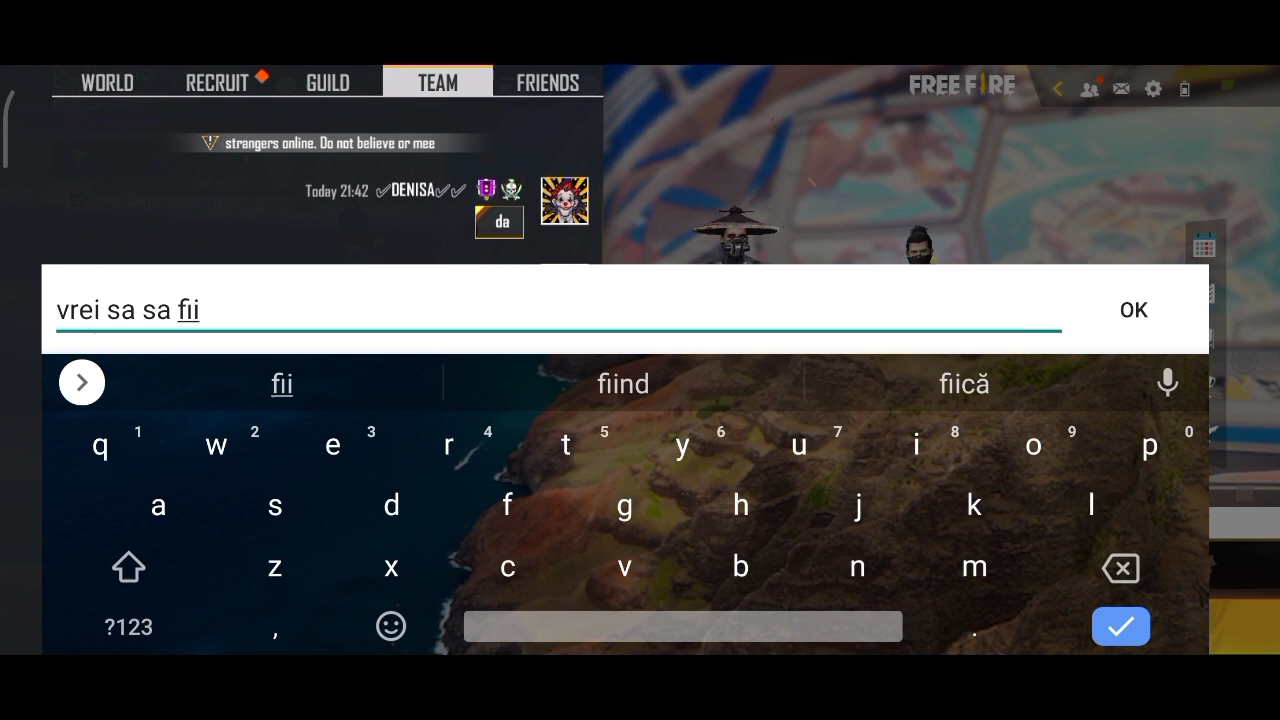 WORLD RECRUIT GUILD TEAM FRIENDS
FREE FIRE
strangers online. Do not believe or mee
Today 21:42 ✅DENISA✅✅
da
vrei sa sa fii
OK
fii fiind fiică
q 1 w 2 e 3 r 4 t 5 y 6 u 7 i 8 o 9 p 0
a s d f g h j k l
z x c v b n m
?123 , .